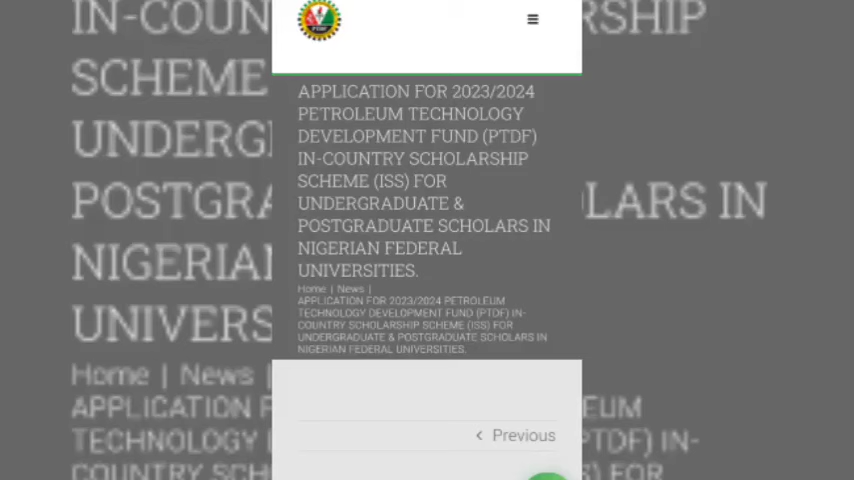 PTDF
APPLICATION FOR 2023/2024
PETROLEUM TECHNOLOGY
DEVELOPMENT FUND (PTDF)
IN-COUNTRY SCHOLARSHIP
SCHEME (ISS) FOR
UNDERGRADUATE &
POSTGRADUATE SCHOLARS IN
NIGERIAN FEDERAL
UNIVERSITIES.
Home | News |
APPLICATION FOR 2023/2024 PETROLEUM
TECHNOLOGY DEVELOPMENT FUND (PTDF) IN-
COUNTRY SCHOLARSHIP SCHEME (ISS) FOR
UNDERGRADUATE & POSTGRADUATE SCHOLARS IN
NIGERIAN FEDERAL UNIVERSITIES.
< Previous